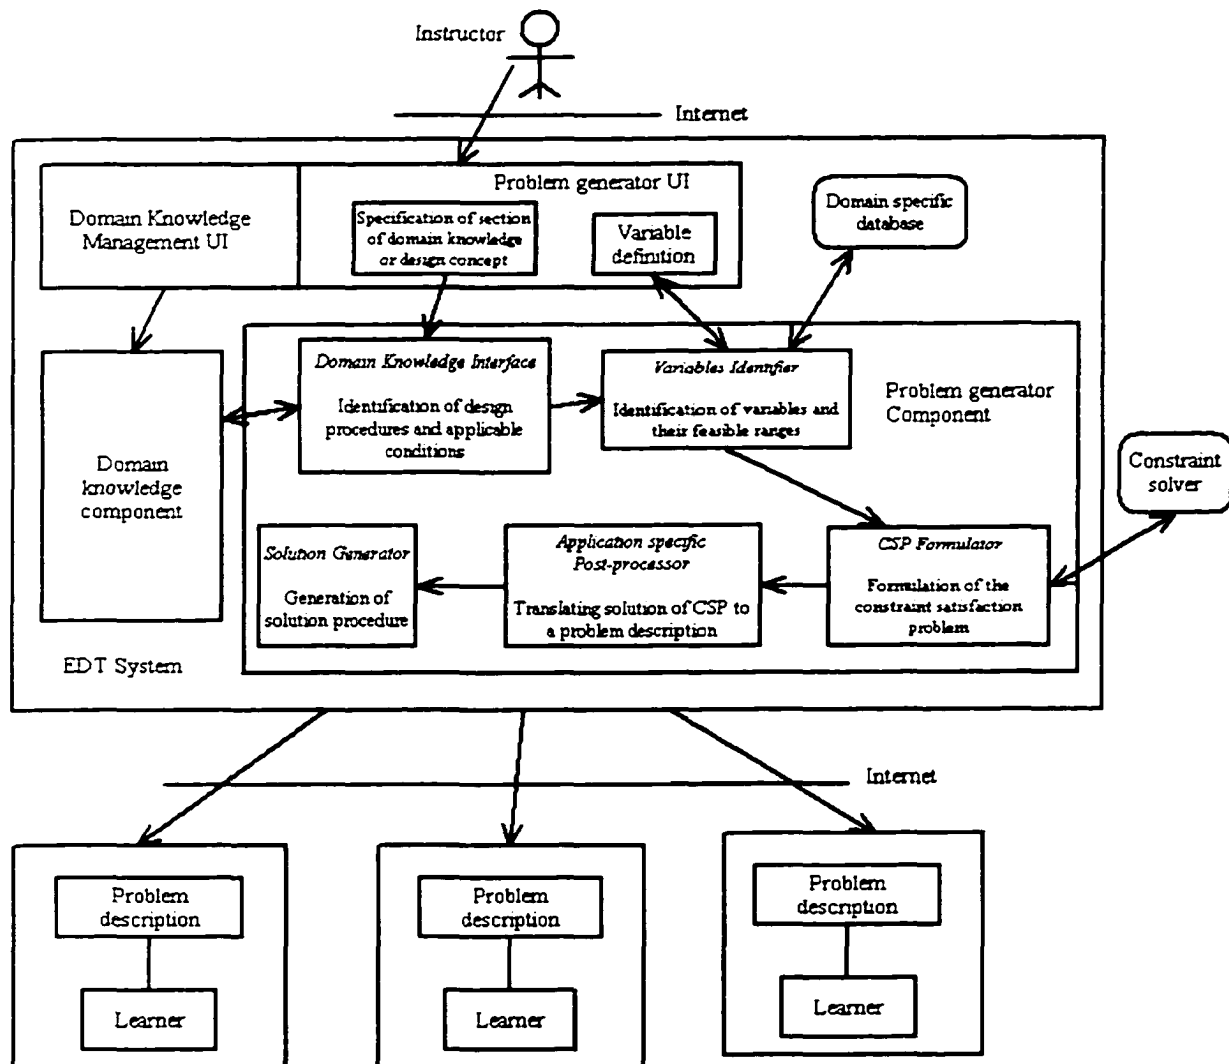 Instructor
Internet
Problem generator UI
Domain Knowledge
Management UI
Specification of section
of domain knowledge
or design concept
Variable
definition
Domain specific
database
Domain Knowledge Interface
Identification of design
procedures and applicable
conditions
Variables Identifier
Identification of variables and
their feasible ranges
Problem generator
Component
Domain
knowledge
component
Constraint
solver
Solution Generator
Generation of
solution procedure
Application specific
Post-processor
Translating solution of CSP to
a problem description
CSP Formulator
Formulation of the
constraint satisfaction
problem
EDT System
Internet
Problem
description
Learner
Problem
description
Learner
Problem
description
Learner